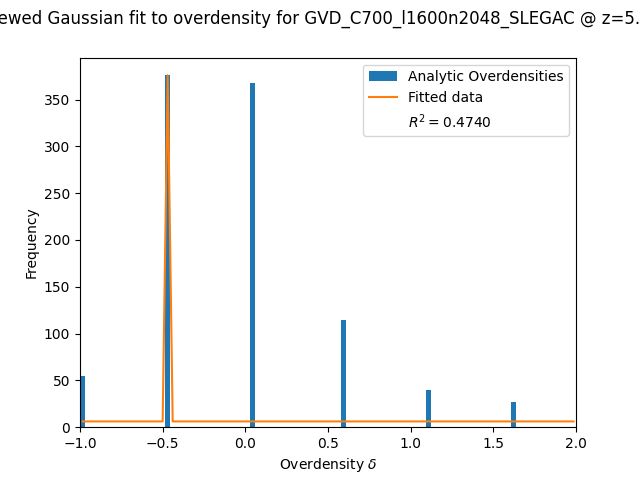 ewed Gaussian fit to overdensity for GVD_C700_l1600n2048_SLEGAC @ z=5.
Analytic Overdensities
Fitted data
R² = 0.4740
Frequency
350
300
250
200
150
100
50
0
−1.0 −0.5 0.0 0.5 1.0 1.5 2.0
Overdensity δ